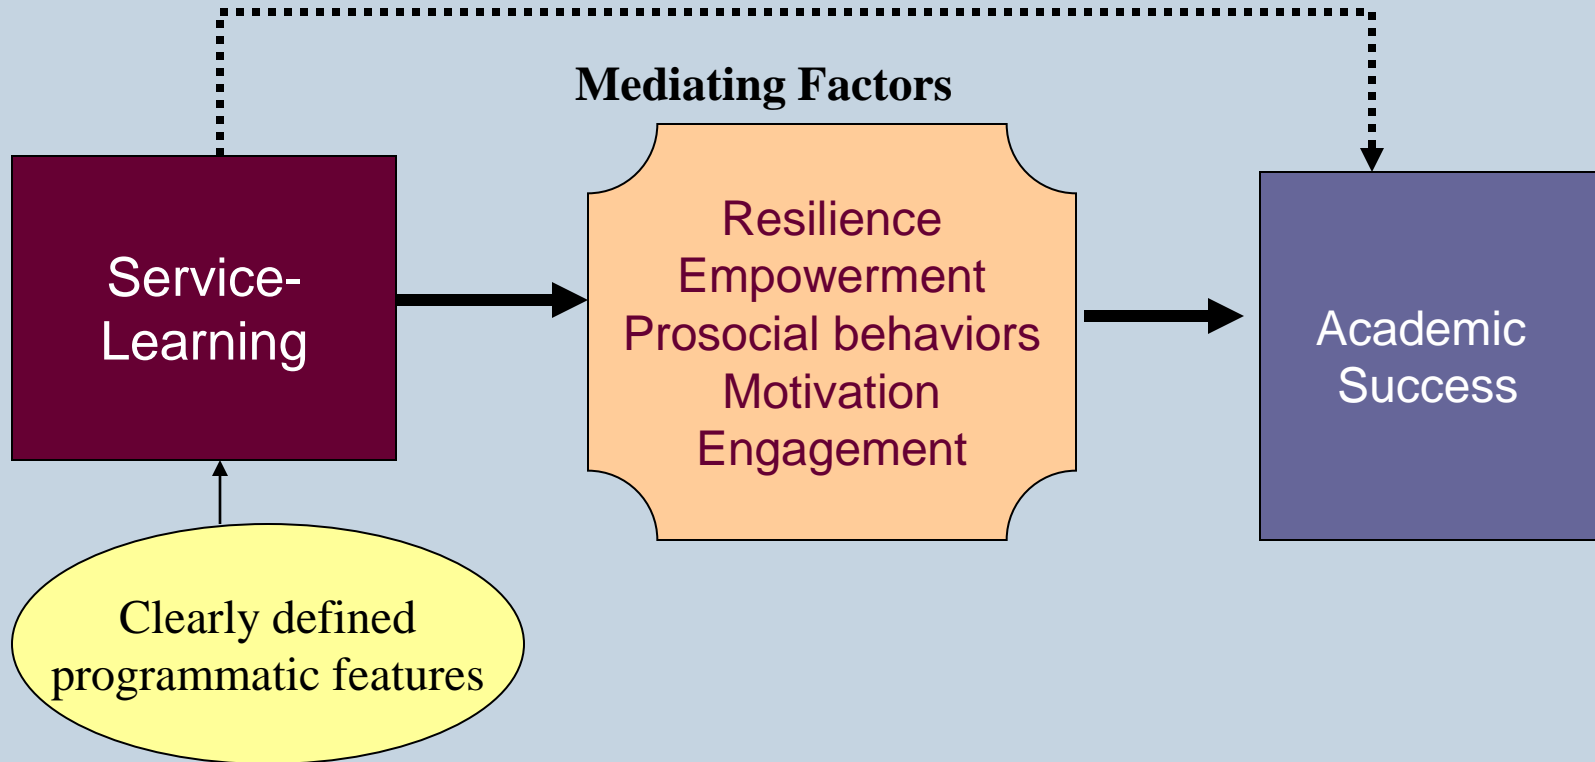 Mediating Factors
Service-
Learning
Resilience
Empowerment
Prosocial behaviors
Motivation
Engagement
Academic
Success
Clearly defined
programmatic features